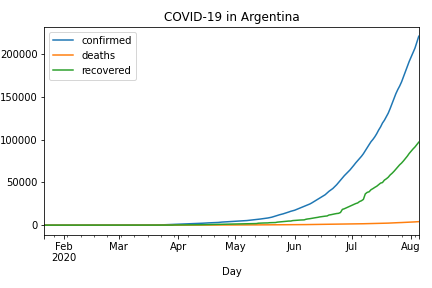 COVID-19 in Argentina
confirmed
deaths
recovered
200000
150000
100000
50000
0
Feb Mar Apr May Jun Jul Aug
2020
Day